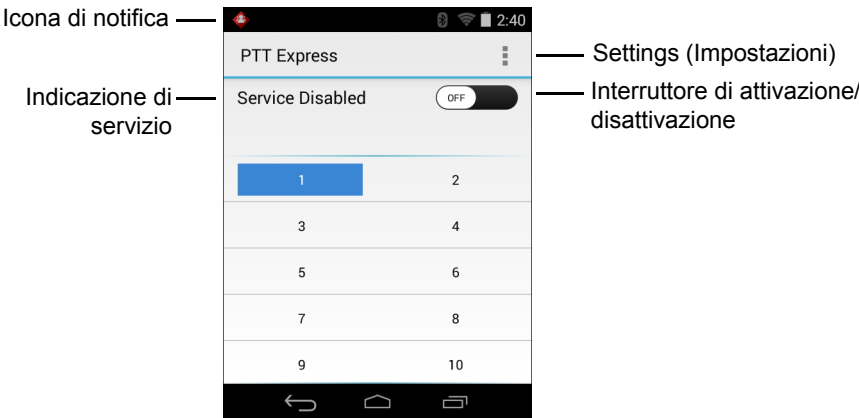 Icona di notifica
2:40
PTT Express
Settings (Impostazioni)
Indicazione di
servizio
Service Disabled
OFF
Interruttore di attivazione/
disattivazione
1 2
3 4
5 6
7 8
9 10